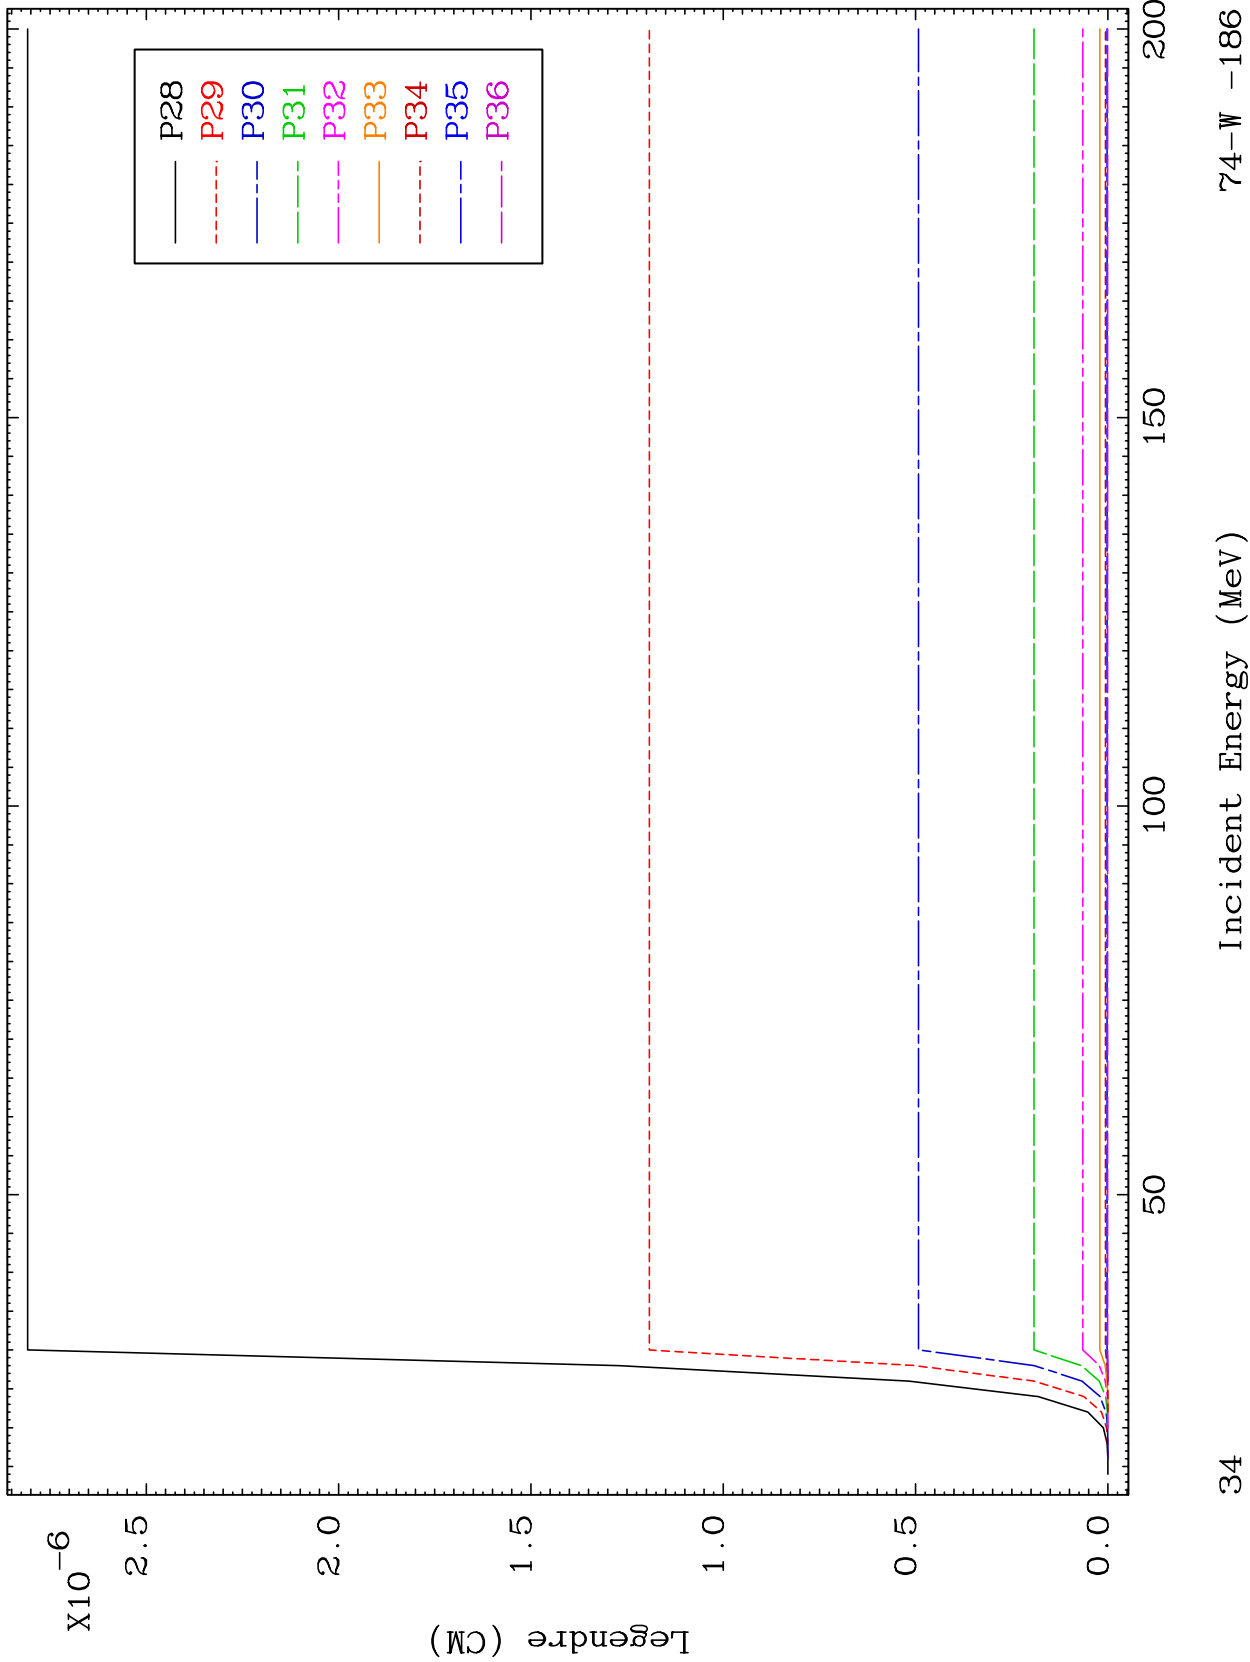 X10-6
2.5
2.0
1.5
1.0
0.5
0.0
Legendre (CM)
P28
P29
P30
P31
P32
P33
P34
P35
P36
50
100
150
200
Incident Energy (MeV)
34
74-W -186